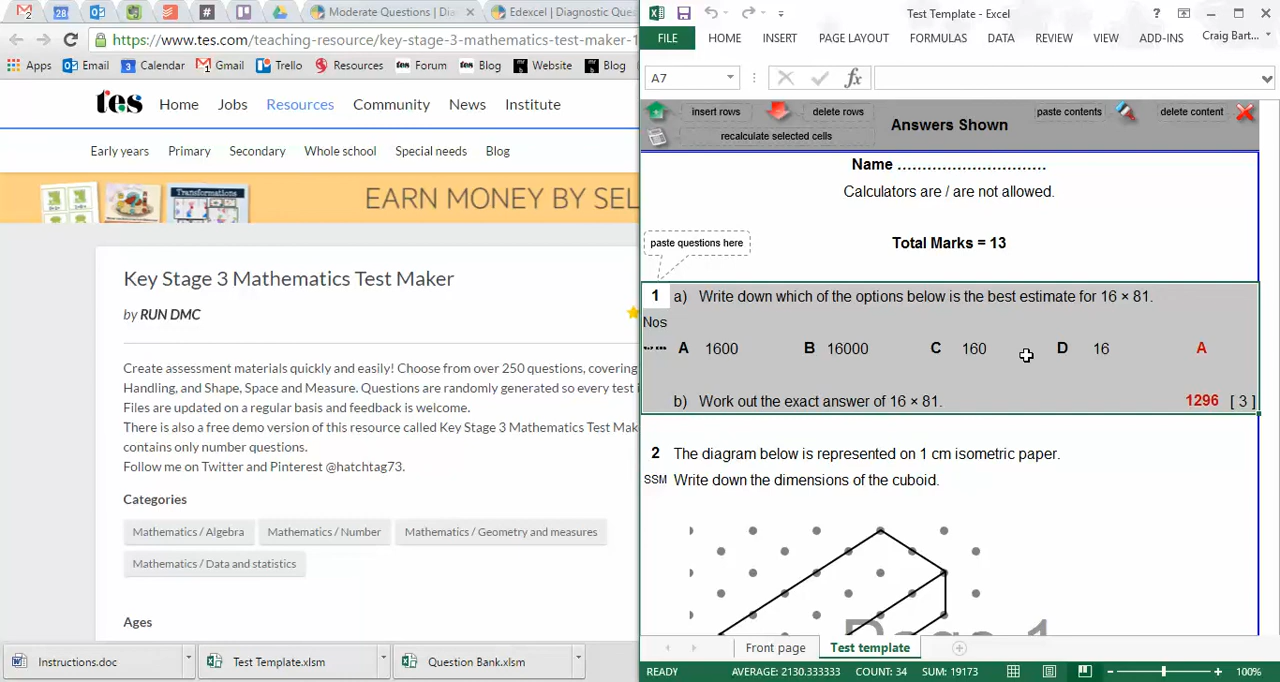 Moderate Questions | D
Edexcel | Diagnostic Que
https://www.tes.com/teaching-resource/key-stage-3-mathematics-test-maker-1
Apps Email Calendar Gmail Trello Resources tes Forum tes Blog Website Blog
tes Home Jobs Resources Community News Institute
Early years Primary Secondary Whole school Special needs Blog
Transformations
EARN MONEY BY SEL
Key Stage 3 Mathematics Test Maker
by RUN DMC
Create assessment materials quickly and easily! Choose from over 250 questions, covering
Handling, and Shape, Space and Measure. Questions are randomly generated so every test i
Files are updated on a regular basis and feedback is welcome.
There is also a free demo version of this resource called Key Stage 3 Mathematics Test Mak
contains only number questions.
Follow me on Twitter and Pinterest @hatchtag73.
Categories
Mathematics / Algebra Mathematics / Number Mathematics / Geometry and measures
Mathematics / Data and statistics
Ages
Instructions.doc Test Template.xlsm Question Bank.xlsm
Test Template - Excel
FILE HOME INSERT PAGE LAYOUT FORMULAS DATA REVIEW VIEW ADD-INS Craig Bart...
A7 fx
insert rows delete rows Answers Shown paste contents delete content
recalculate selected cells
Name ................................
Calculators are / are not allowed.
paste questions here
Total Marks = 13
1 a) Write down which of the options below is the best estimate for 16 × 81.
Nos
A 1600 B 16000 C 160 D 16 A
b) Work out the exact answer of 16 × 81. 1296 [ 3 ]
2 The diagram below is represented on 1 cm isometric paper.
SSM Write down the dimensions of the cuboid.
Page 1
Front page Test template
READY AVERAGE: 2130.333333 COUNT: 34 SUM: 19173 100%